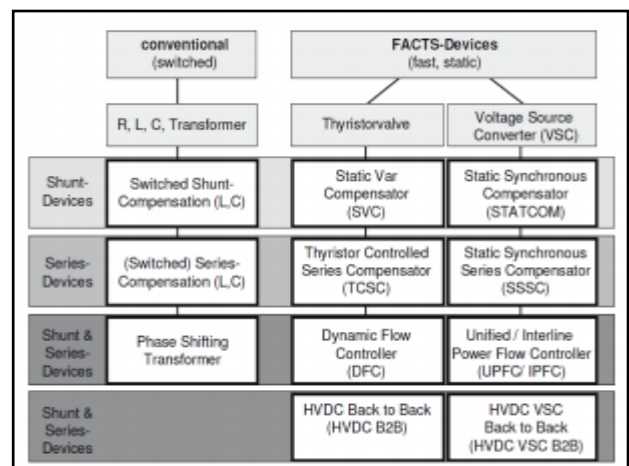 conventional
(switched)
FACTS-Devices
(fast, static)
R, L, C, Transformer
Thyristorvalve
Voltage Source
Converter (VSC)
Shunt-
Devices
Switched Shunt-
Compensation (L,C)
Static Var
Compensator
(SVC)
Static Synchronous
Compensator
(STATCOM)
Series-
Devices
(Switched) Series-
Compensation (L,C)
Thyristor Controlled
Series Compensator
(TCSC)
Static Synchronous
Series Compensator
(SSSC)
Shunt &
Series-
Devices
Phase Shifting
Transformer
Dynamic Flow
Controller
(DFC)
Unified / Interline
Power Flow Controller
(UPFC/ IPFC)
Shunt &
Series-
Devices
HVDC Back to Back
(HVDC B2B)
HVDC VSC
Back to Back
(HVDC VSC B2B)